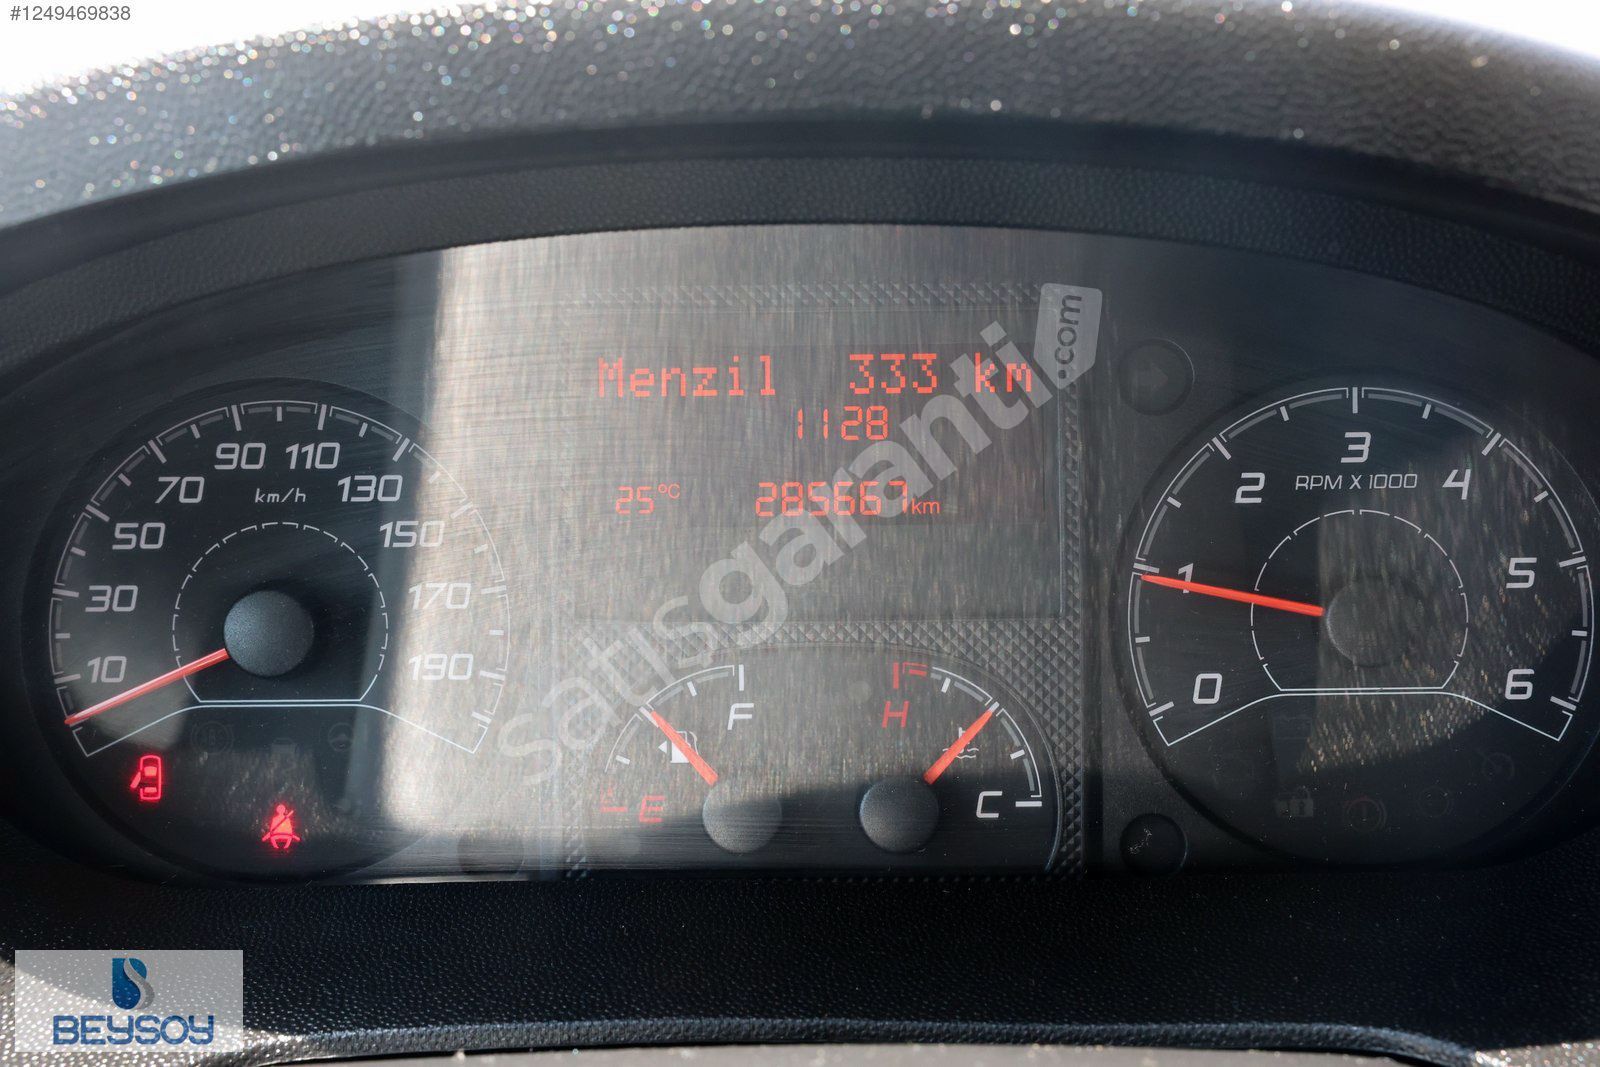 #1249469838
Menzil 333 km
1128
25 °C 285667 km
10 30 50 70 90 110 130 150 170 190
km/h
0 1 2 3 4 5 6
RPM X 1000
F
E
H
C
satışgaranti.com
BEYSOY